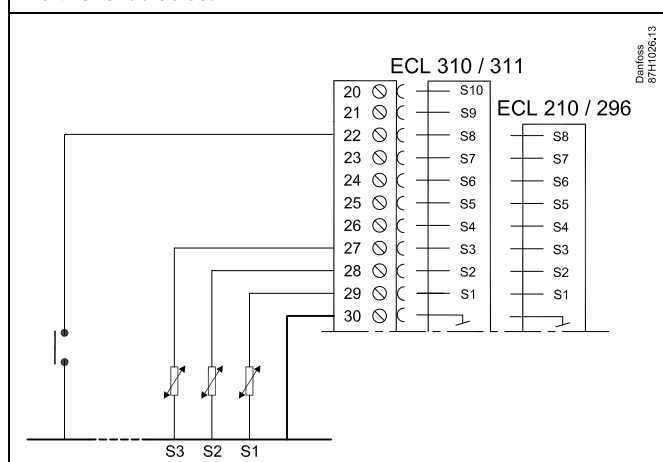 Danfoss
87H1026.13
ECL 310 / 311
ECL 210 / 296
20 S10
21 S9
22 S8 S8
23 S7 S7
24 S6 S6
25 S5 S5
26 S4 S4
27 S3 S3
28 S2 S2
29 S1 S1
30
S3 S2 S1